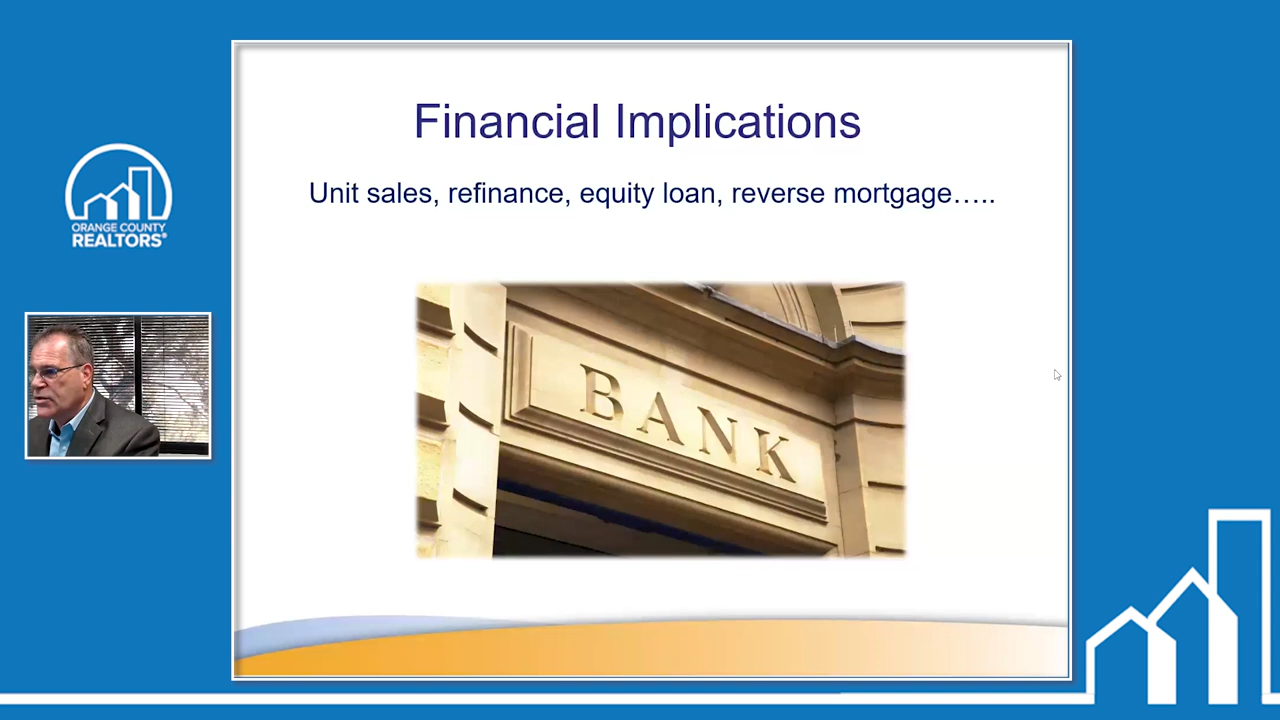 Financial Implications
Unit sales, refinance, equity loan, reverse mortgage…..
ORANGE COUNTY
REALTORS®
BANK